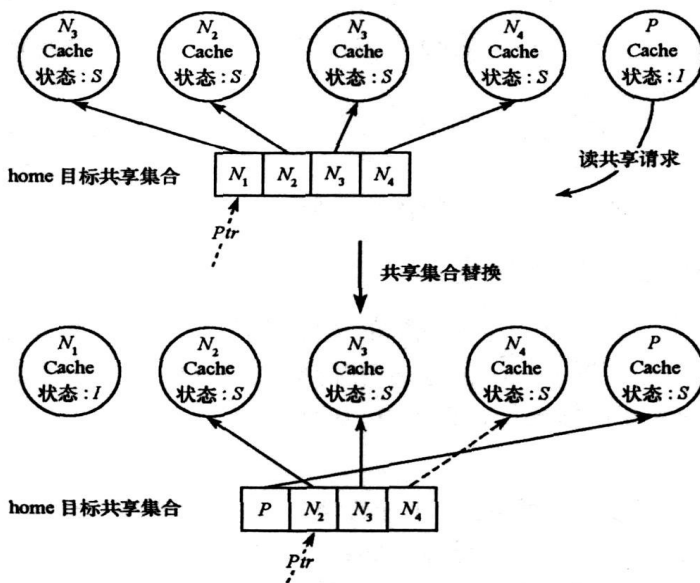 N3 N2 N3 N4 P
Cache Cache Cache Cache Cache
状态:S 状态:S 状态:S 状态:S 状态:I
读共享请求
home 目标共享集合 N1 N2 N3 N4
Ptr
共享集合替换
N1 N2 N3 N4 P
Cache Cache Cache Cache Cache
状态:I 状态:S 状态:S 状态:S 状态:S
home 目标共享集合 P N2 N3 N4
Ptr